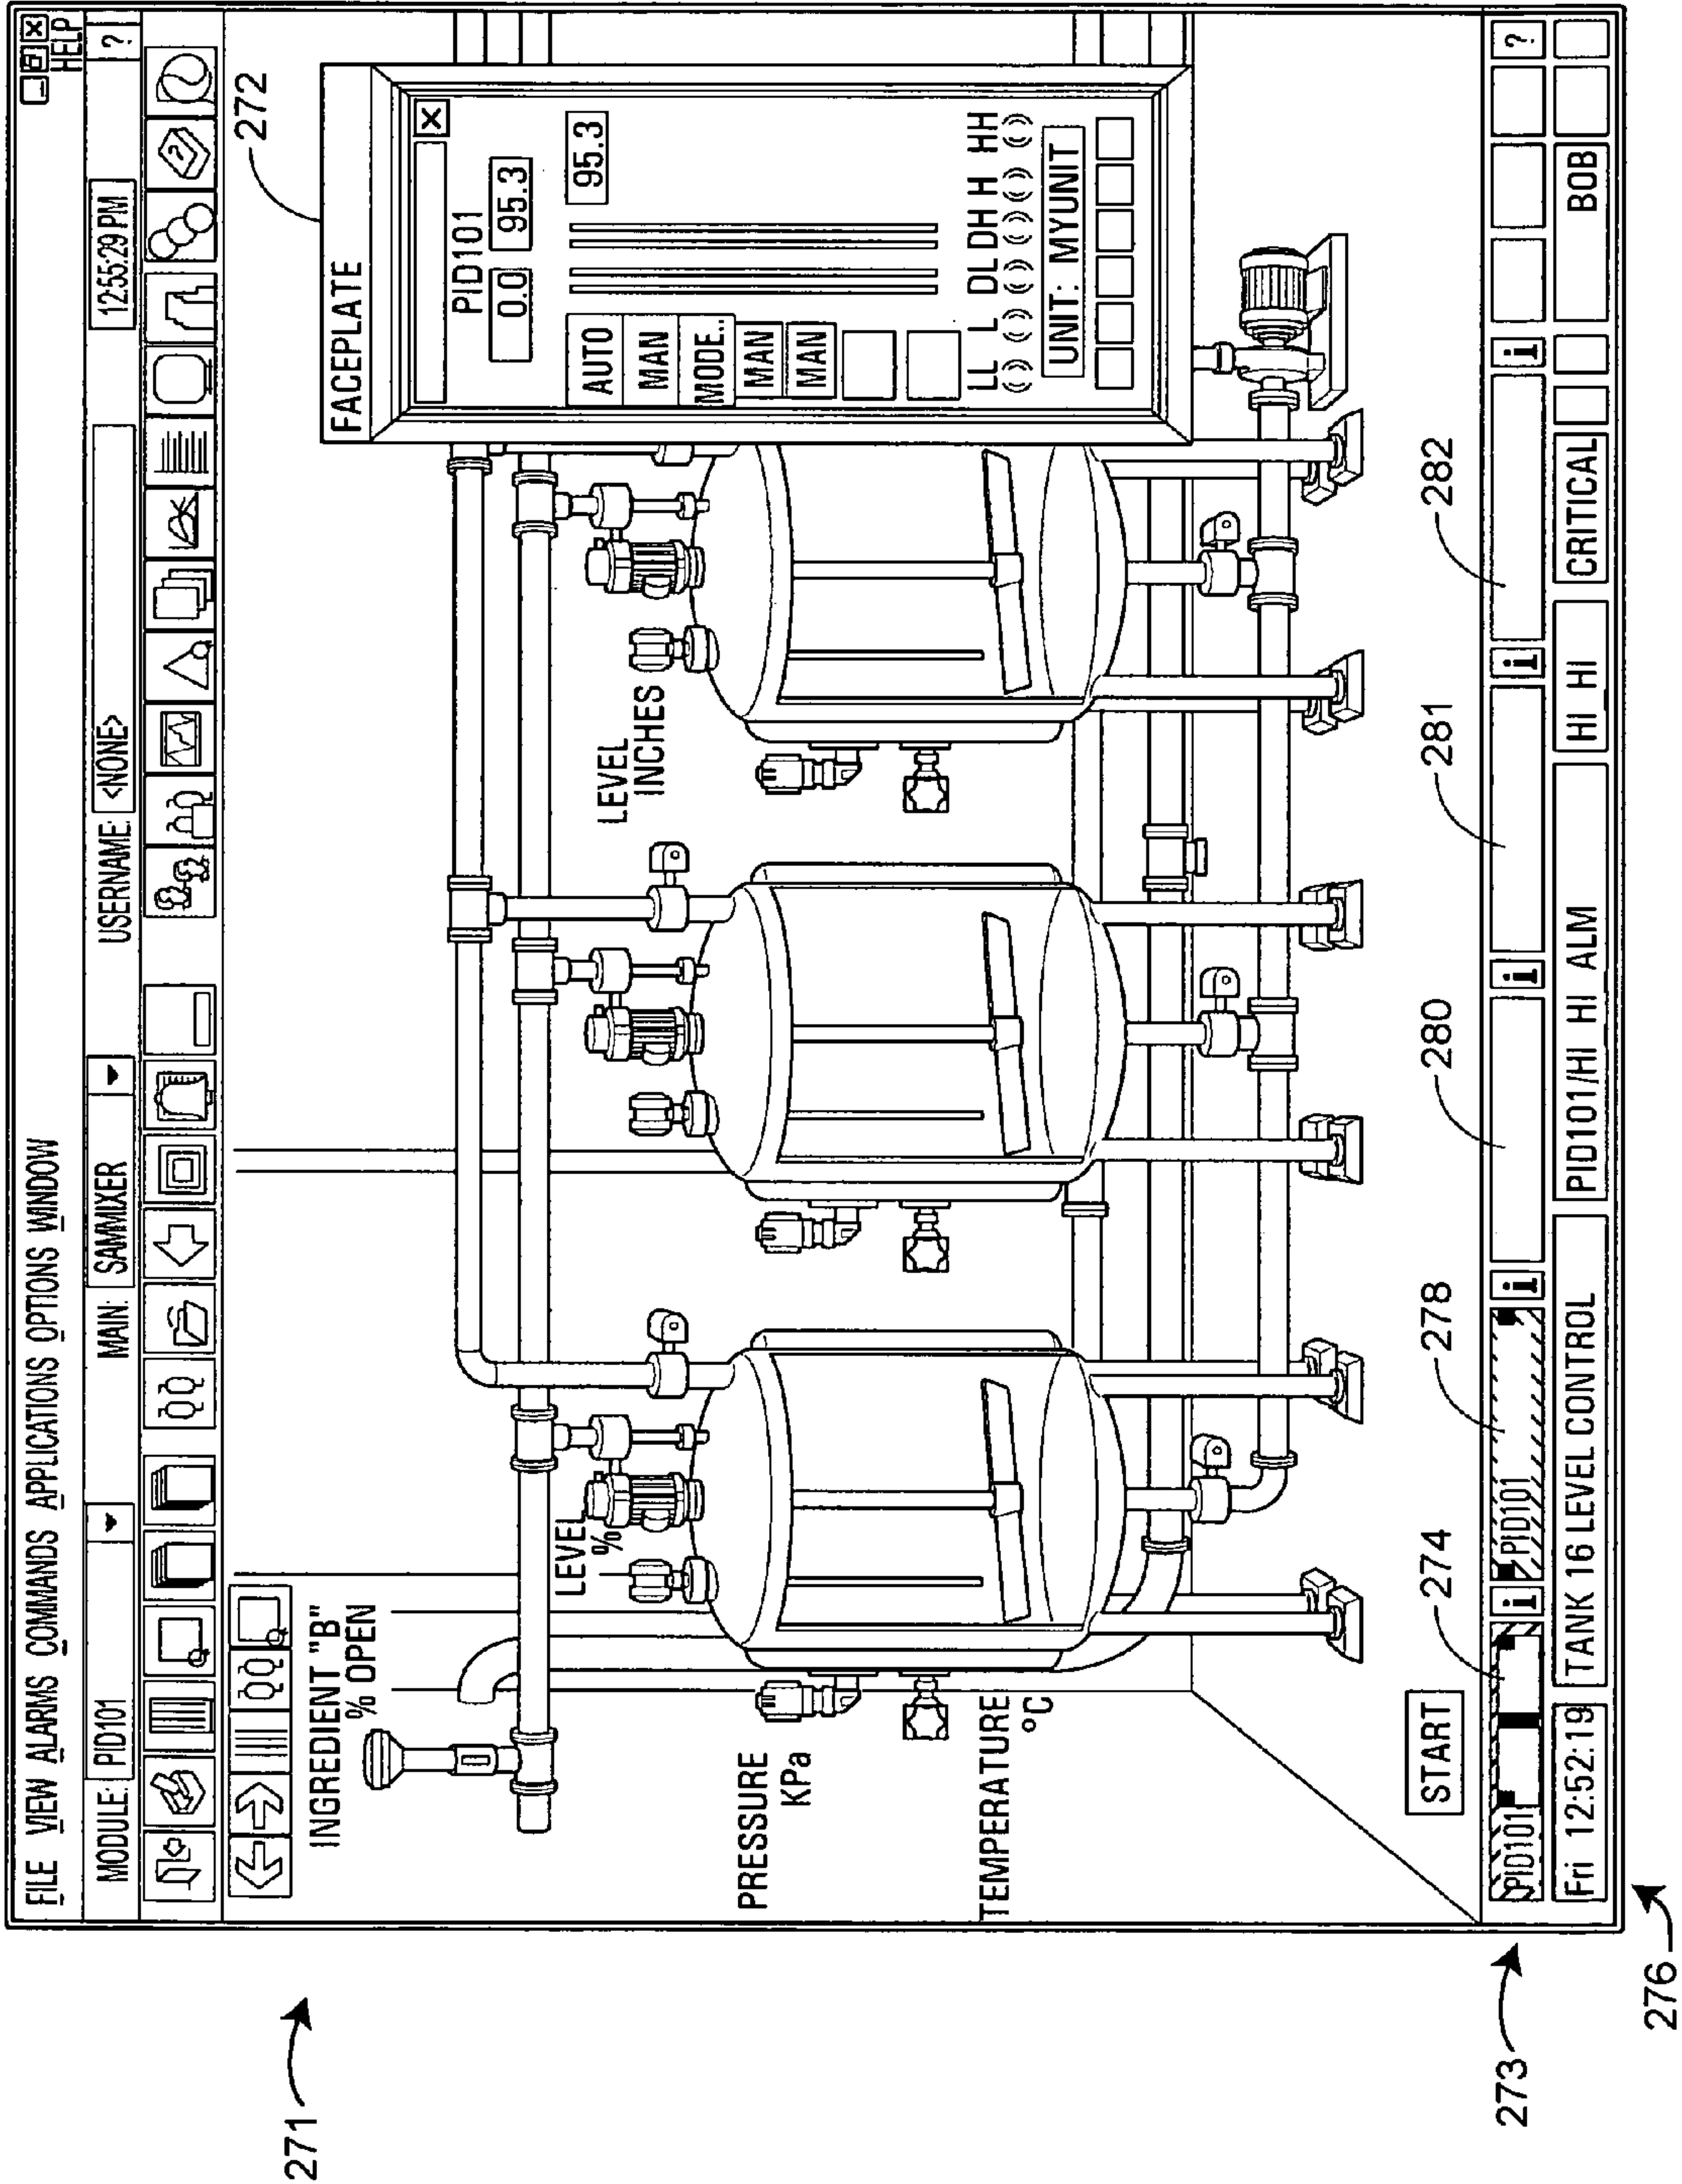 FILE VIEW ALARMS COMMANDS APPLICATIONS OPTIONS WINDOW HELP
MODULE: PID101 MAIN: SAMMIXER USERNAME: <NONE> 12:55:29 PM ?
2
INGREDIENT "B"
% OPEN
LEVEL
%
LEVEL
INCHES
PRESSURE
KPa
TEMPERATURE
°C
START
FACEPLATE
X
PID101
0.0 95.3
95.3
AUTO
MAN
MODE..
MAN
MAN
LL L DL DH H HH
UNIT: MYUNIT
PID101 i PID101 i i i i ?
Fri 12:52:19 TANK 16 LEVEL CONTROL PID101/HI HI ALM HI HI CRITICAL BOB
271
272
273
274
276
278
280
281
282